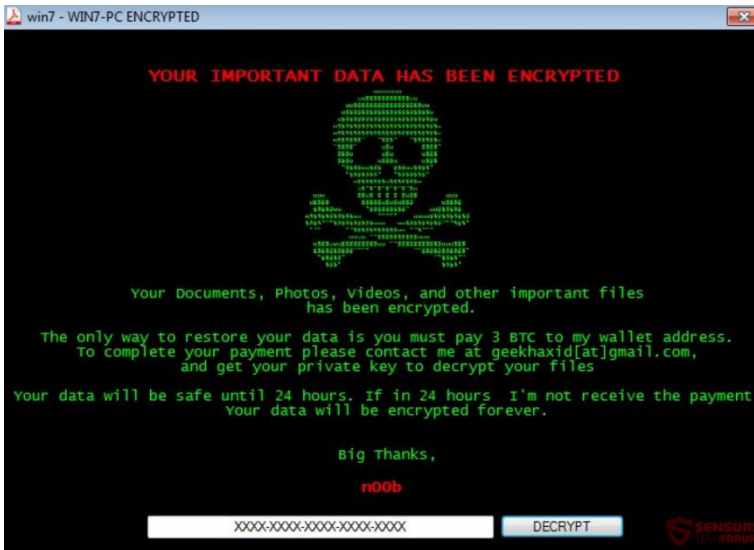 win7 - WIN7-PC ENCRYPTED
YOUR IMPORTANT DATA HAS BEEN ENCRYPTED
Your Documents, Photos, Videos, and other important files
has been encrypted.
The only way to restore your data is you must pay 3 BTC to my wallet address.
To complete your payment please contact me at geekhaxid[at]gmail.com,
and get your private key to decrypt your files
Your data will be safe until 24 hours. If in 24 hours I'm not receive the payment
Your data will be encrypted forever.
Big Thanks,
n00b
XXXX-XXXX-XXXX-XXXX-XXXX
DECRYPT
SENSORS
TECHFORUM